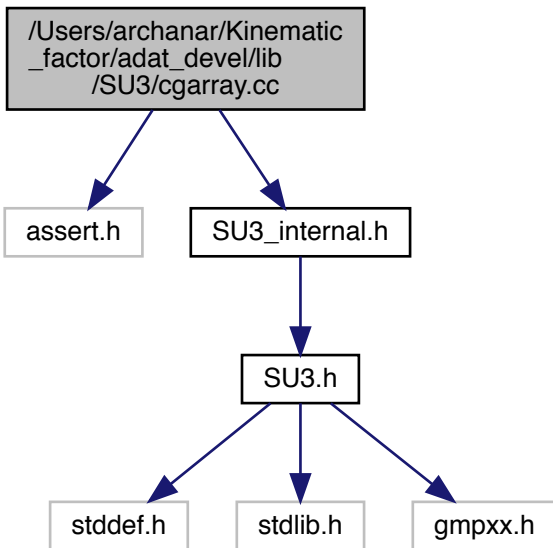 /Users/archanar/Kinematic
_factor/adat_devel/lib
/SU3/cgarray.cc
assert.h
SU3_internal.h
SU3.h
stddef.h
stdlib.h
gmpxx.h